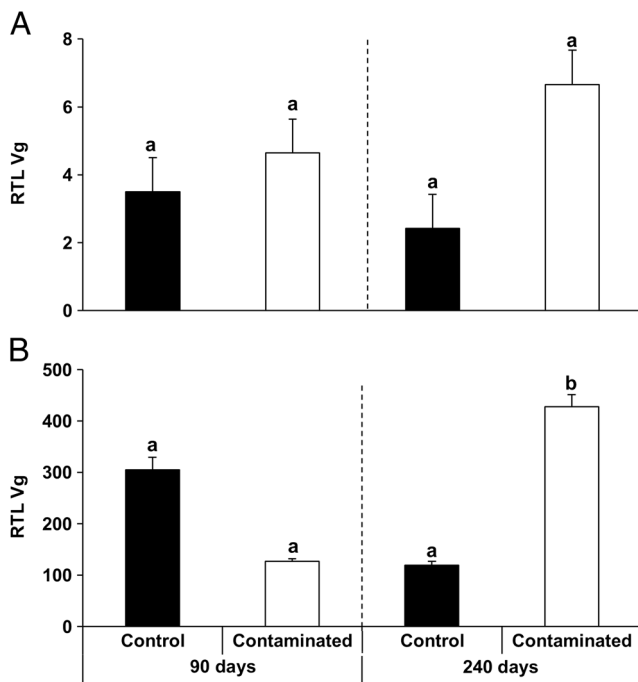 A
8
6
4
2
0
RTL Vg
a
a
a
a
B
500
400
300
200
100
0
RTL Vg
a
a
a
b
Control Contaminated Control Contaminated
90 days 240 days